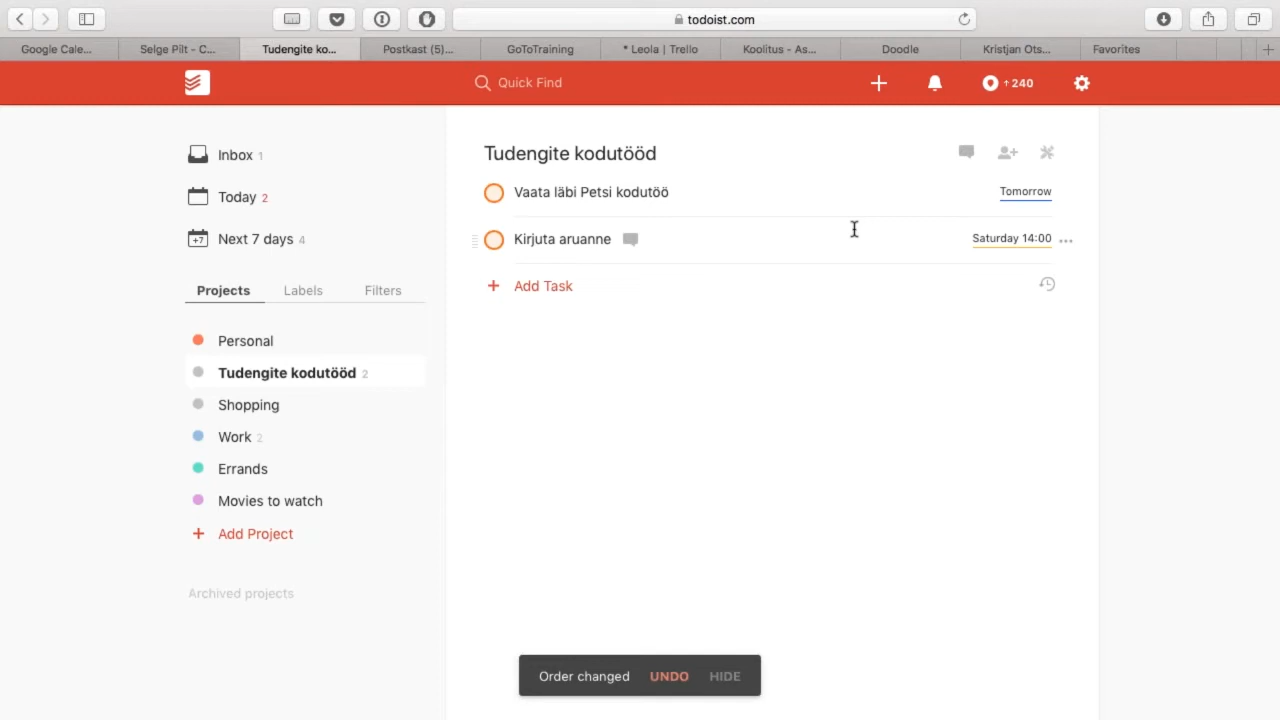 todoist.com
Google Cale...
Selge Pilt - C...
Tudengite ko...
Postkast (5)...
GoToTraining
* Leola | Trello
Koolitus - As...
Doodle
Kristjan Ots...
Favorites
Quick Find
↑240
Inbox 1
Today 2
Next 7 days 4
Projects
Labels
Filters
Personal
Tudengite kodutööd 2
Shopping
Work 2
Errands
Movies to watch
+ Add Project
Archived projects
Tudengite kodutööd
Vaata läbi Petsi kodutöö
Tomorrow
Kirjuta aruanne
Saturday 14:00
+ Add Task
Order changed UNDO HIDE